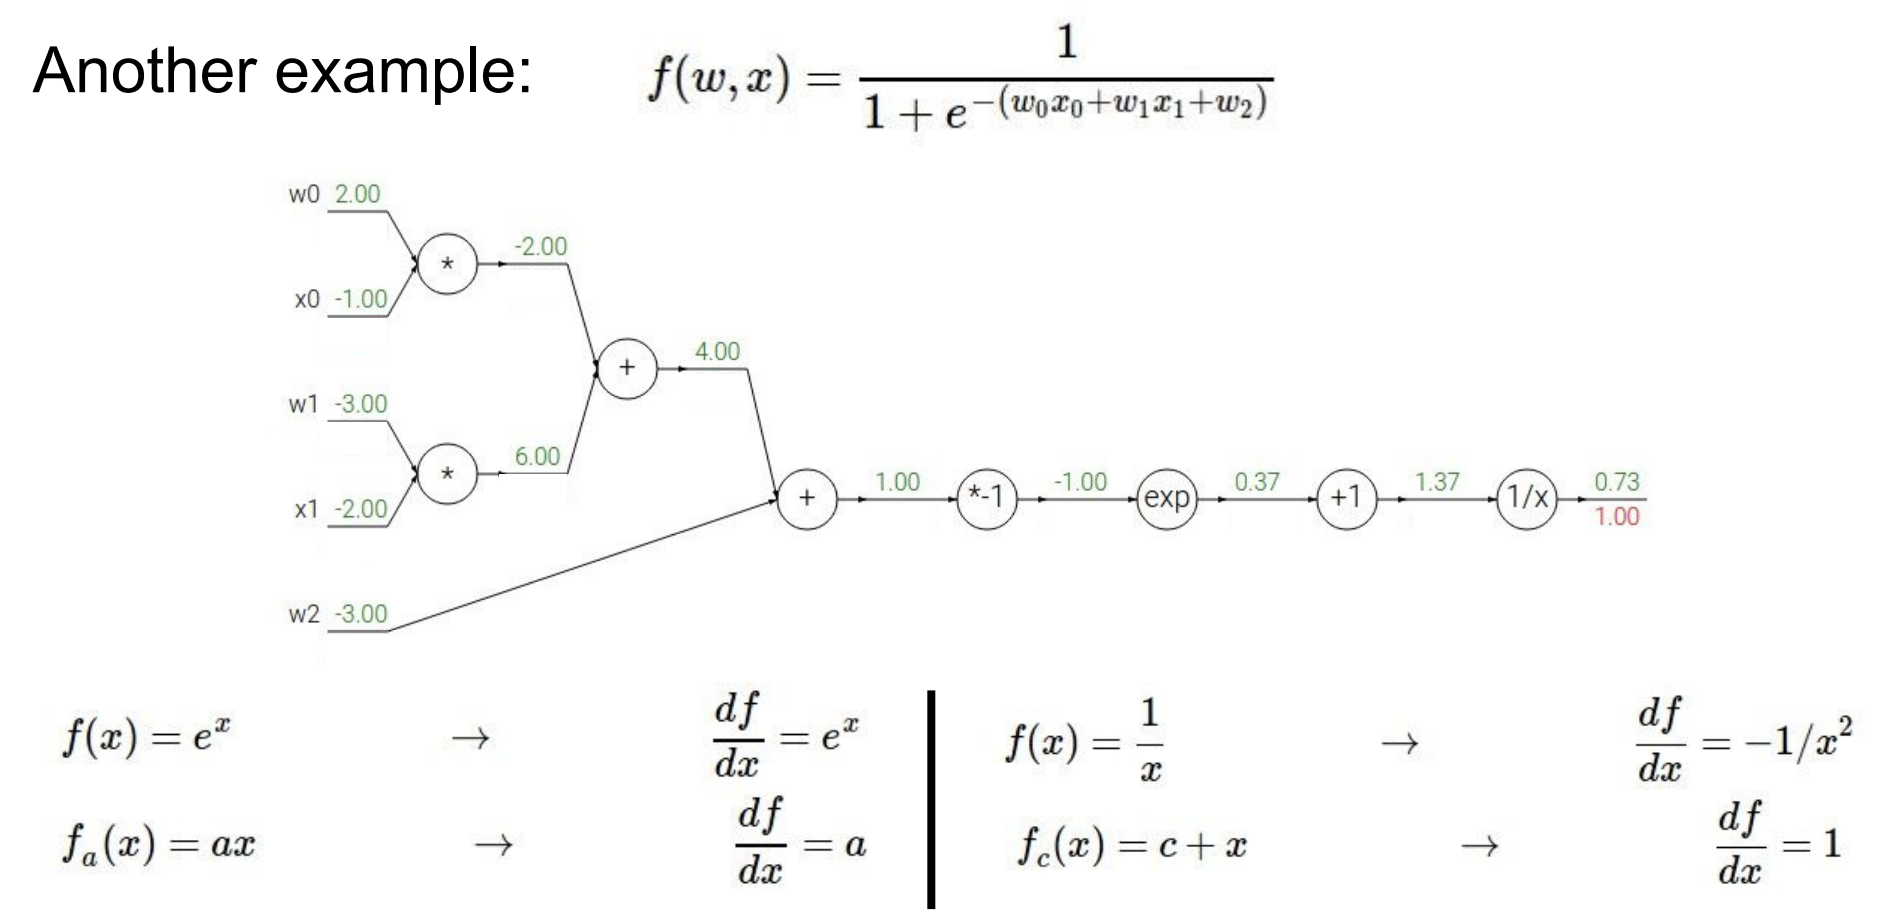 Another example: f(w,x) = 1 / (1 + e^{-(w_0x_0+w_1x_1+w_2)})
w0 2.00
*
-2.00
x0 -1.00
+
4.00
w1 -3.00
*
6.00
x1 -2.00
+ 1.00 *-1 -1.00 exp 0.37 +1 1.37 1/x 0.73
1.00
w2 -3.00
f(x) = e^x → df/dx = e^x
f(x) = 1/x → df/dx = -1/x^2
f_a(x) = ax → df/dx = a
f_c(x) = c + x → df/dx = 1